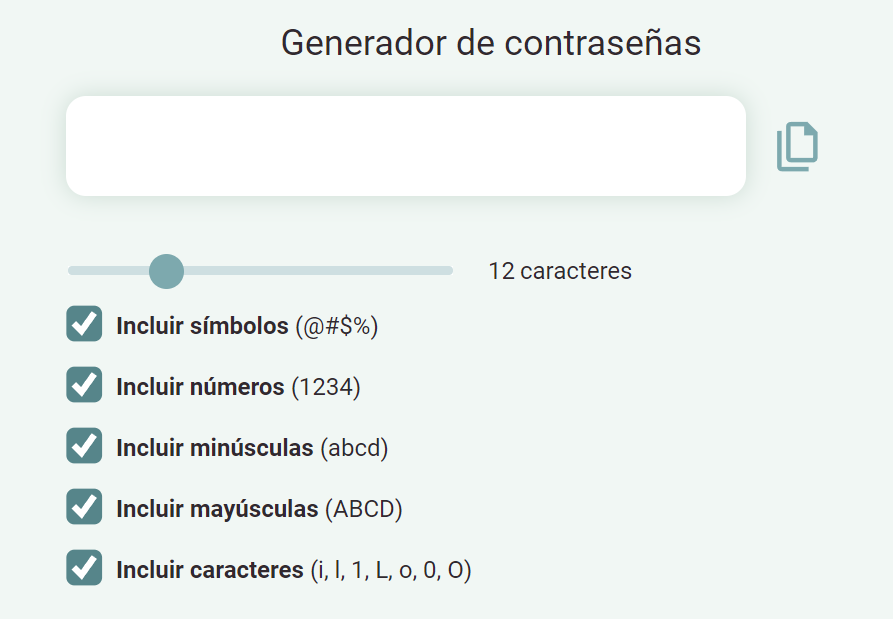 Generador de contraseñas
12 caracteres
Incluir símbolos (@#$%)
Incluir números (1234)
Incluir minúsculas (abcd)
Incluir mayúsculas (ABCD)
Incluir caracteres (i, l, 1, L, o, 0, O)